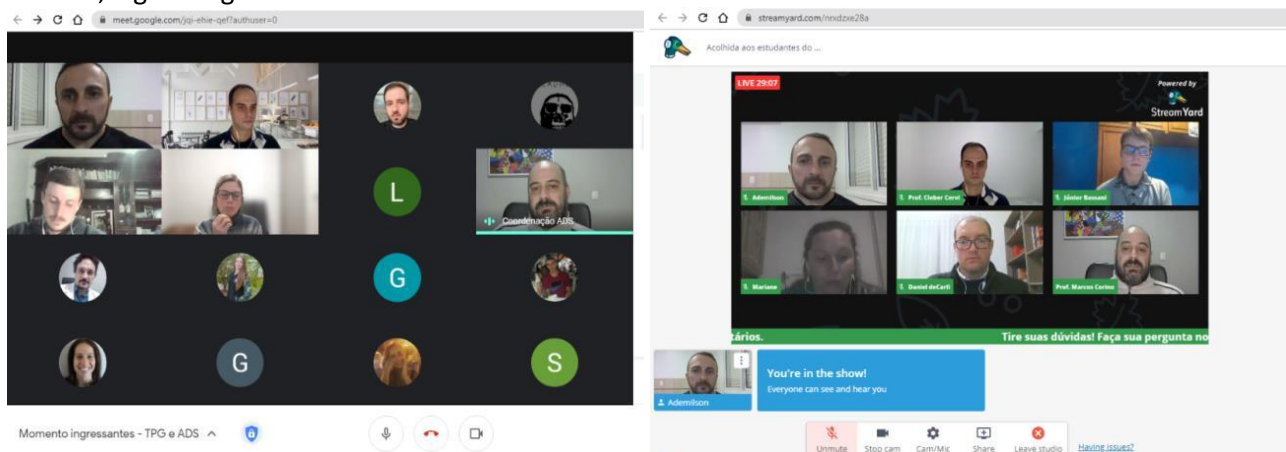 meet.google.com/jqi-ehie-qef?authuser=0
L
Coordenação ADS
G
G
S
Momento ingressantes - TPG e ADS
streamyard.com/nrxdzxe28a
Acolhida aos estudantes do ...
LIVE 29:07
Powered by
StreamYard
Ademilson
Prof. Cleber Corvi
Júnior Bassani
Mariane
Daniel deCarli
Prof. Marcos Corino
tários.
Tire suas dúvidas! Faça sua pergunta no
You're in the show!
Everyone can see and hear you
Ademilson
Unmute
Stop cam
Cam/Mic
Share
Leave studio
Having issues?